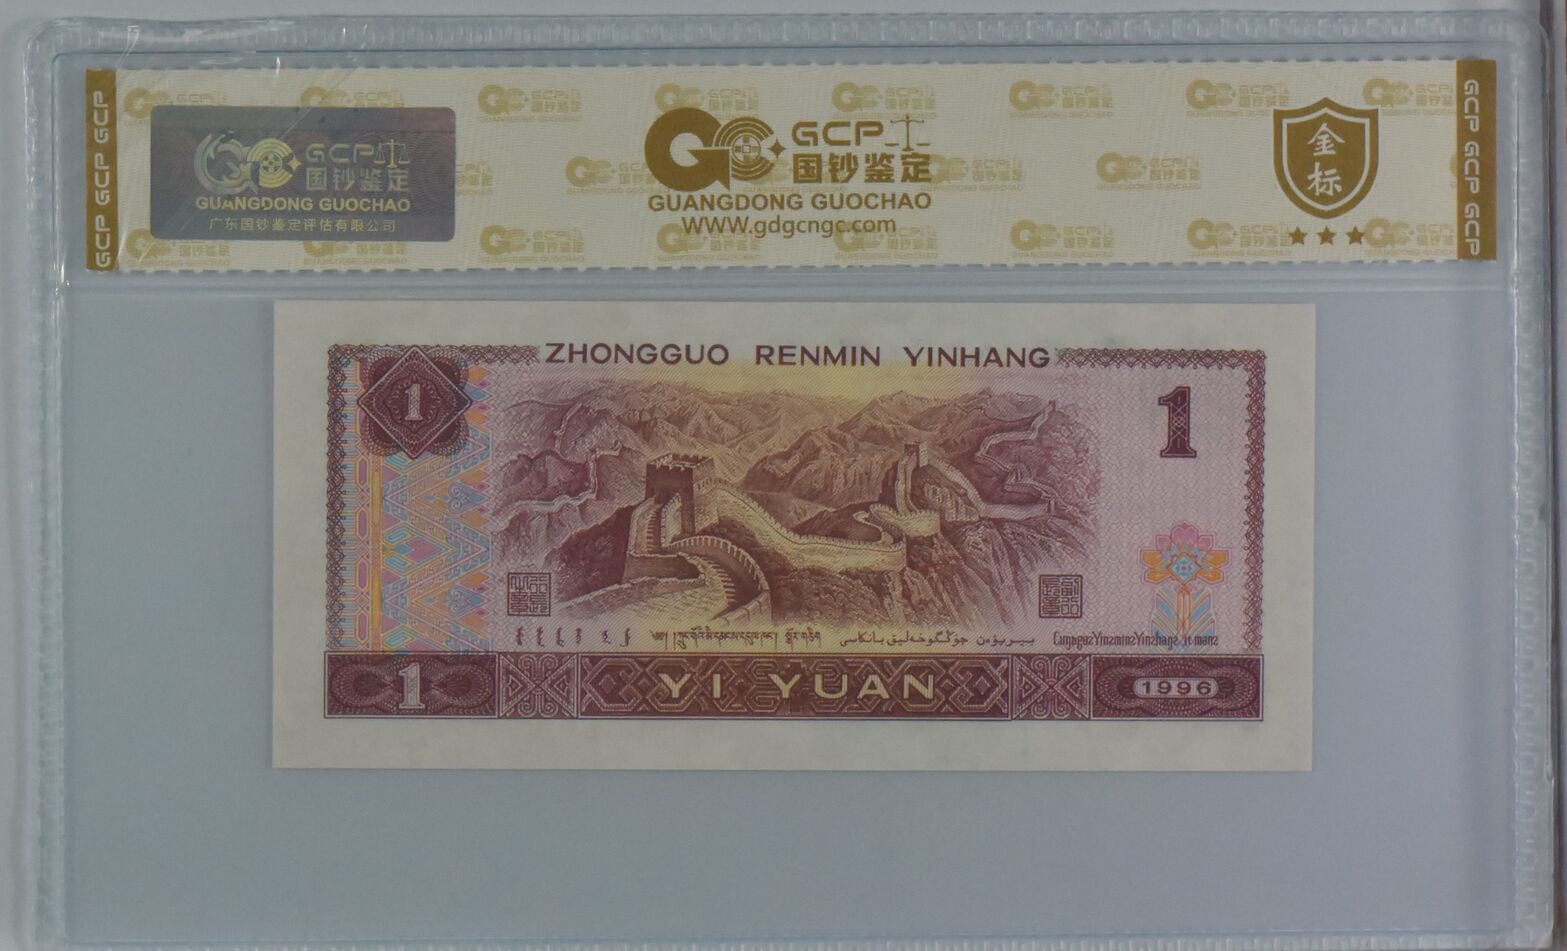 GCP GCP GCP
GCP
国钞鉴定
GUANGDONG GUOCHAO
广东国钞鉴定评估有限公司
GCP
国钞鉴定
GUANGDONG GUOCHAO
WWW.gdgcngc.com
金
标
GCP GCP GCP
ZHONGGUO RENMIN YINHANG
1
1
1
YI YUAN
1996